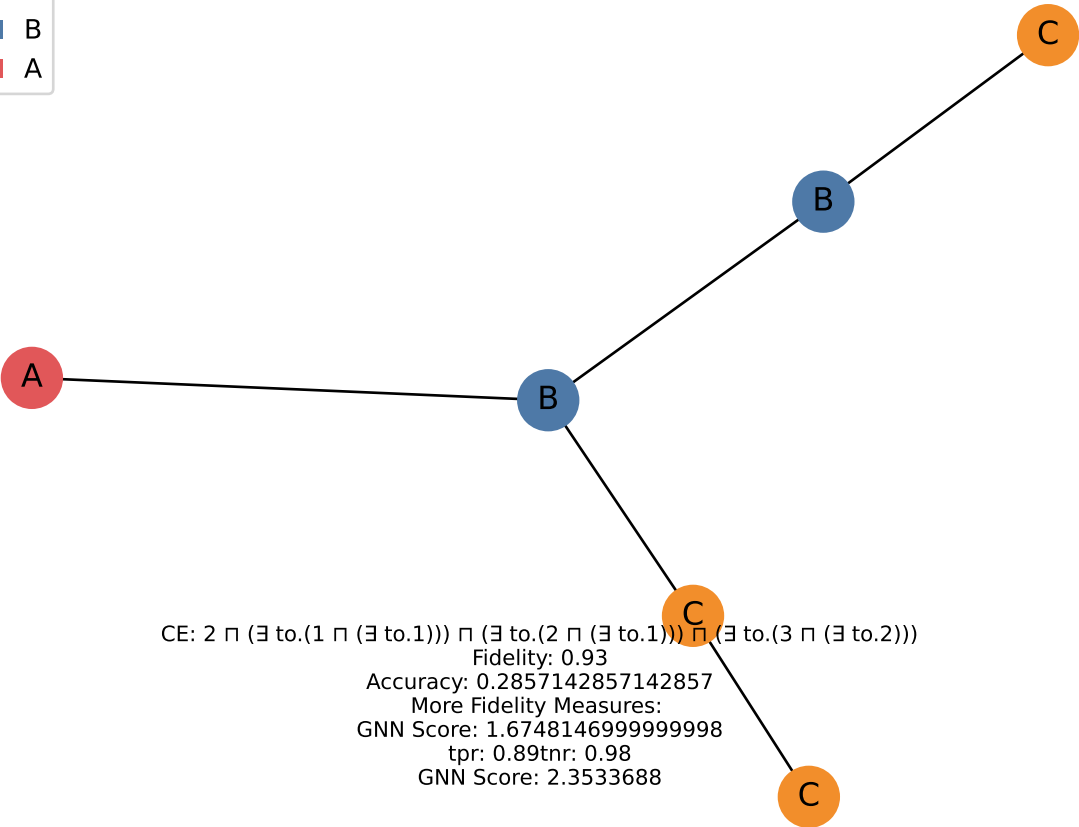 B
A
C
B
A
B
C
CE: 2 ⊓ (∃ to.(1 ⊓ (∃ to.1))) ⊓ (∃ to.(2 ⊓ (∃ to.1))) ⊓ (∃ to.(3 ⊓ (∃ to.2)))
Fidelity: 0.93
Accuracy: 0.2857142857142857
More Fidelity Measures:
GNN Score: 1.6748146999999998
tpr: 0.89tnr: 0.98
GNN Score: 2.3533688
C